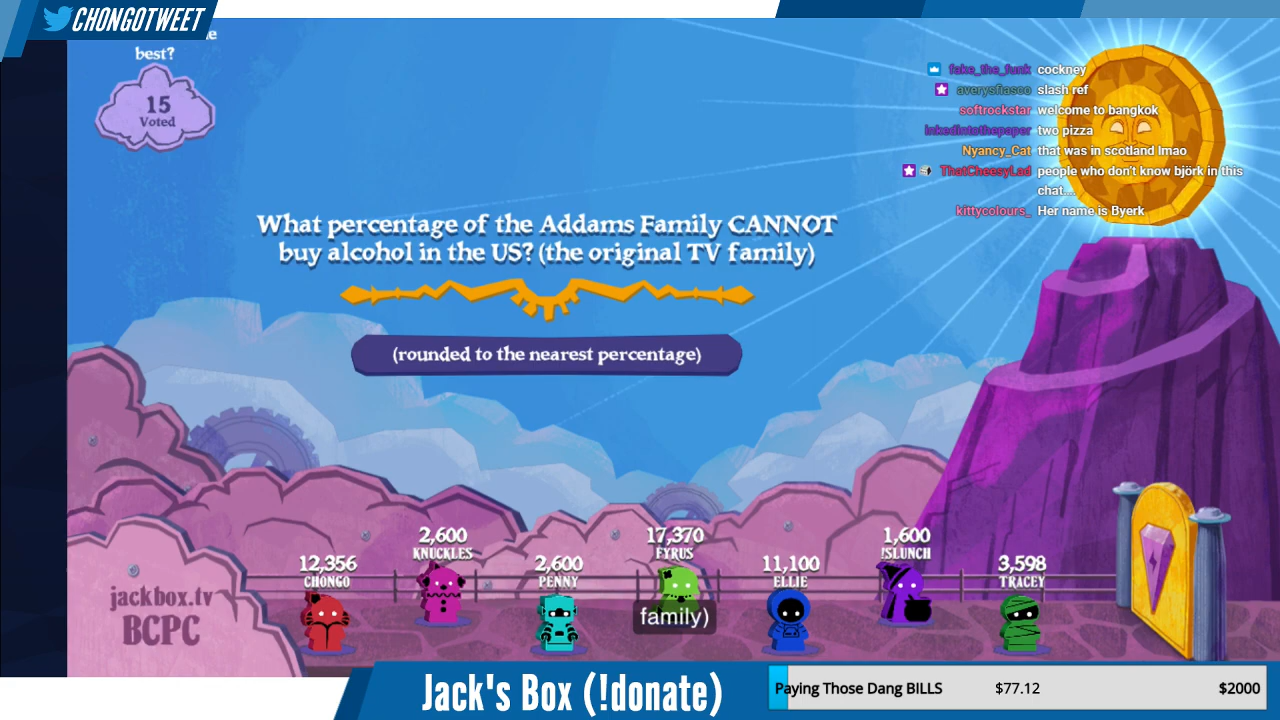 CHONGOTWEET
e
best?
15
Voted
fake_the_funk cockney
averysfiasco slash ref
softrockstar welcome to bangkok
inkedintothepaper two pizza
Nyancy_Cat that was in scotland lmao
ThatCheesyLad people who don't know björk in this
chat....
kittycolours_ Her name is Byerk
What percentage of the Addams Family CANNOT
buy alcohol in the US? (the original TV family)
(rounded to the nearest percentage)
12,356
CHONGO
2,600
KNUCKLES
2,600
PENNY
17,370
FYRUS
11,100
ELLIE
1,600
!SLUNCH
3,598
TRACEY
family)
jackbox.tv
BCPC
Jack's Box (!donate)
Paying Those Dang BILLS $77.12 $2000